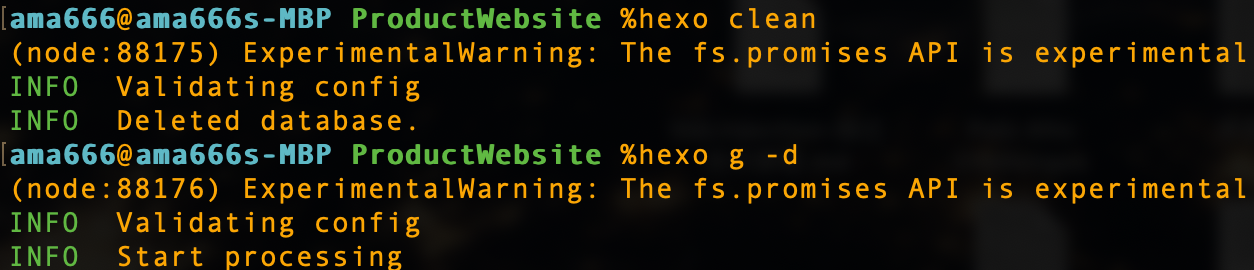 [ama666@ama666s-MBP ProductWebsite %hexo clean
(node:88175) ExperimentalWarning: The fs.promises API is experimental
INFO  Validating config
INFO  Deleted database.
[ama666@ama666s-MBP ProductWebsite %hexo g -d
(node:88176) ExperimentalWarning: The fs.promises API is experimental
INFO  Validating config
INFO  Start processing